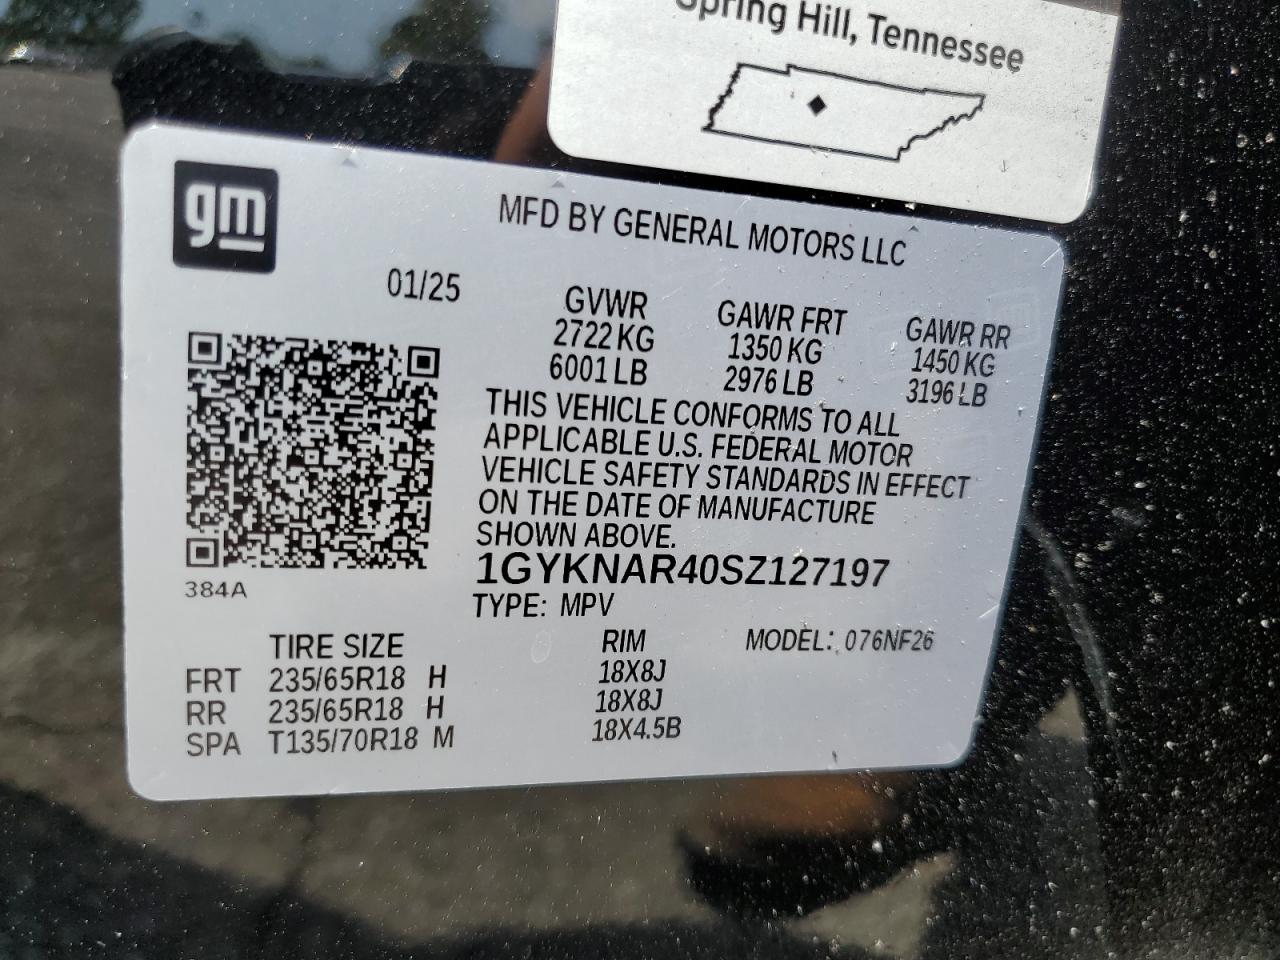 Spring Hill, Tennessee
gm
MFD BY GENERAL MOTORS LLC
01/25
GVWR GAWR FRT GAWR RR
2722 KG 1350 KG 1450 KG
6001 LB 2976 LB 3196 LB
THIS VEHICLE CONFORMS TO ALL
APPLICABLE U.S. FEDERAL MOTOR
VEHICLE SAFETY STANDARDS IN EFFECT
ON THE DATE OF MANUFACTURE
SHOWN ABOVE.
1GYKNAR40SZ127197
384A
TYPE: MPV
TIRE SIZE RIM MODEL: 076NF26
FRT 235/65R18 H 18X8J
RR 235/65R18 H 18X8J
SPA T135/70R18 M 18X4.5B